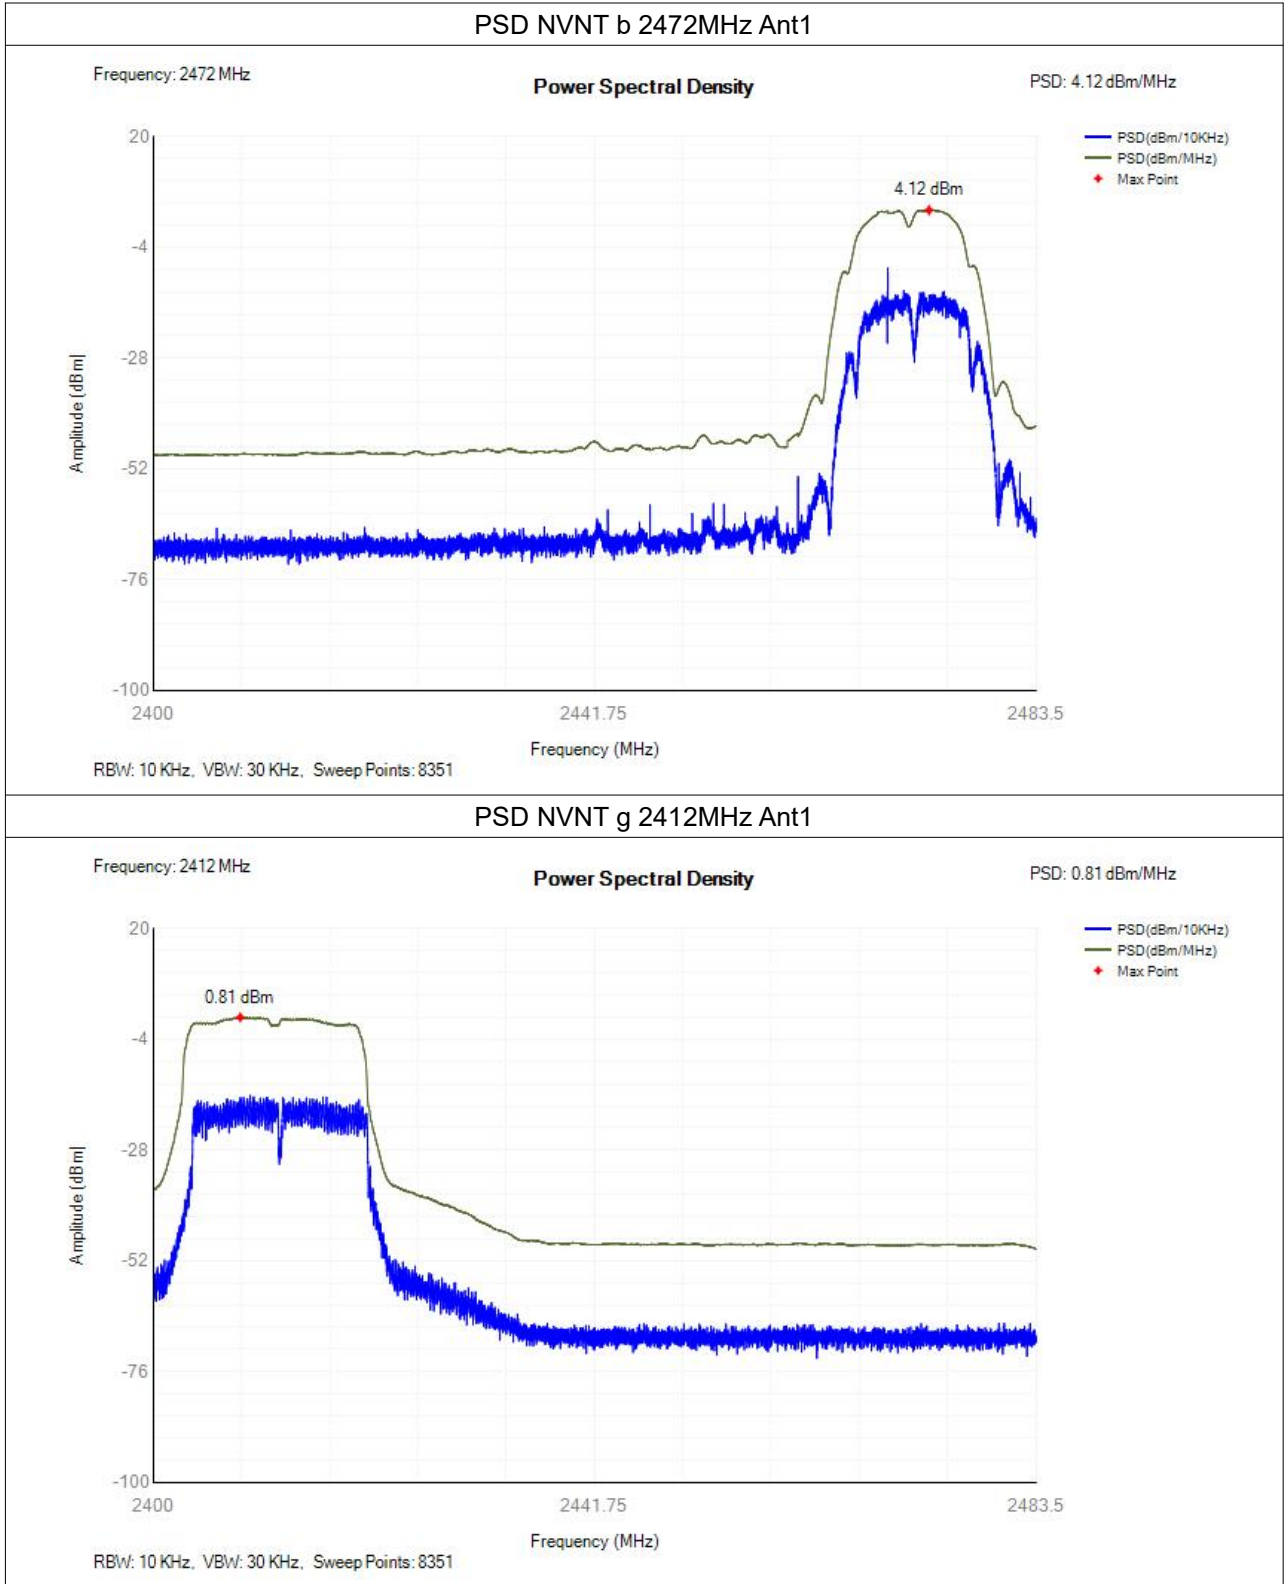 PSD NVNT b 2472MHz Ant1
Frequency: 2472 MHz
Power Spectral Density
PSD: 4.12 dBm/MHz
PSD(dBm/10KHz)
PSD(dBm/MHz)
Max Point
4.12 dBm
20
-4
-28
-52
-76
-100
Amplitude (dBm)
2400
2441.75
2483.5
Frequency (MHz)
RBW: 10 KHz, VBW: 30 KHz, Sweep Points: 8351
PSD NVNT g 2412MHz Ant1
Frequency: 2412 MHz
Power Spectral Density
PSD: 0.81 dBm/MHz
PSD(dBm/10KHz)
PSD(dBm/MHz)
Max Point
0.81 dBm
20
-4
-28
-52
-76
-100
Amplitude (dBm)
2400
2441.75
2483.5
Frequency (MHz)
RBW: 10 KHz, VBW: 30 KHz, Sweep Points: 8351